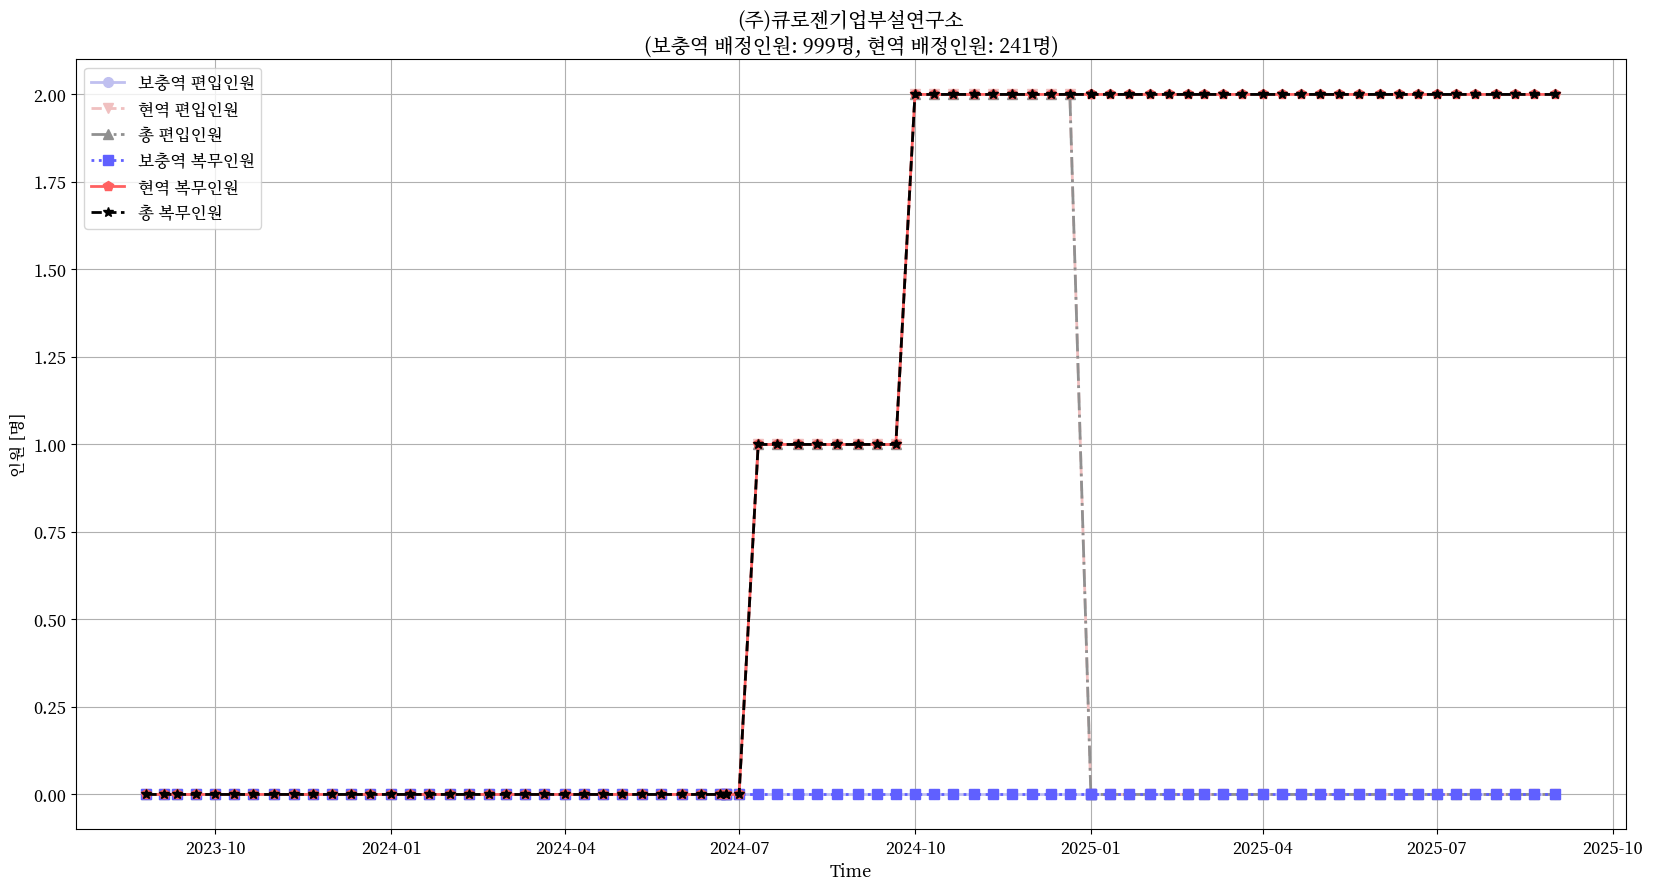 (주)큐로젠기업부설연구소
(보충역 배정인원: 999명, 현역 배정인원: 241명)
보충역 편입인원
현역 편입인원
총 편입인원
보충역 복무인원
현역 복무인원
총 복무인원
2.00
1.75
1.50
1.25
1.00
0.75
0.50
0.25
0.00
인원 [명]
2023-10
2024-01
2024-04
2024-07
2024-10
2025-01
2025-04
2025-07
2025-10
Time